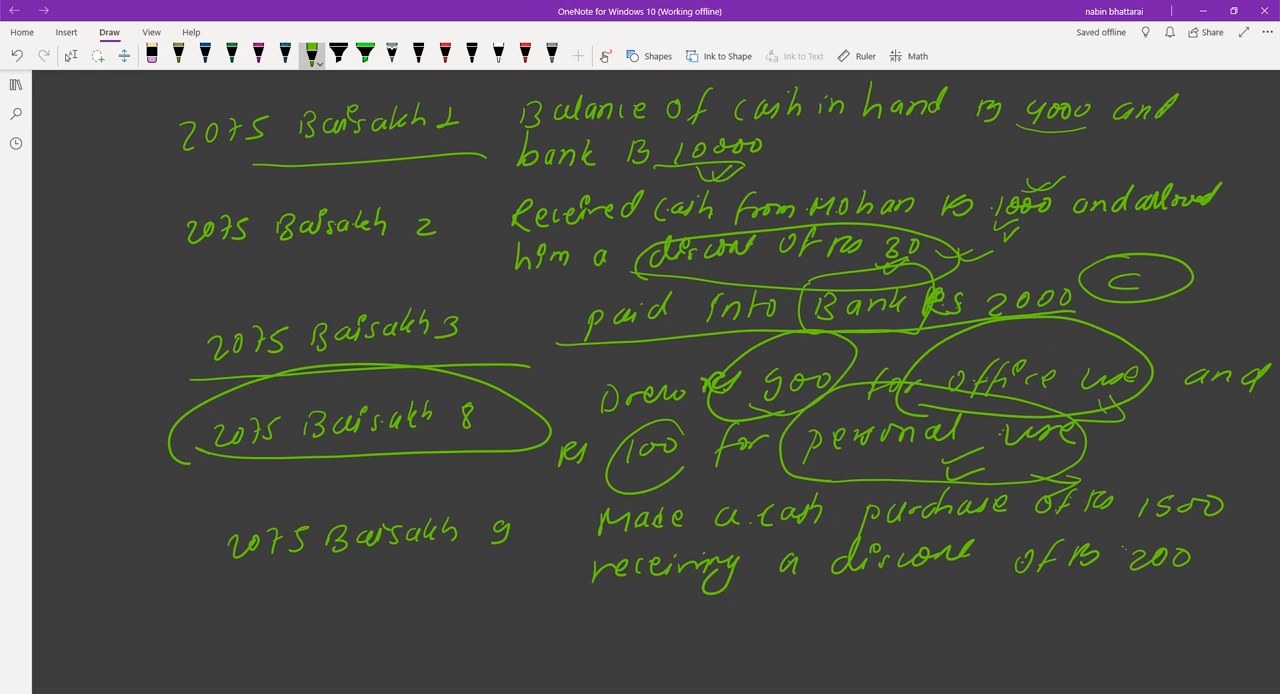 OneNote for Windows 10 (Working offline)
nabin bhattarai
Home Insert Draw View Help
Saved offline
Share
Shapes
Ink to Shape
Ink to Text
Ruler
Math
2075 Baisakh 1 Balance of cash in hand Rs 4000 and
bank Rs 10000
2075 Baisakh 2 Received cash from Mohan Rs 1000 and allowed
him a discont of Rs 30
2075 Baisakh 3 paid into Bank Rs 2000 C
2075 Baisakh 8 Drew Rs 900 for office use and
Rs 100 for personal use
2075 Baisakh 9 Made a cash purchase of Rs 1500
receiving a discont of Rs 200